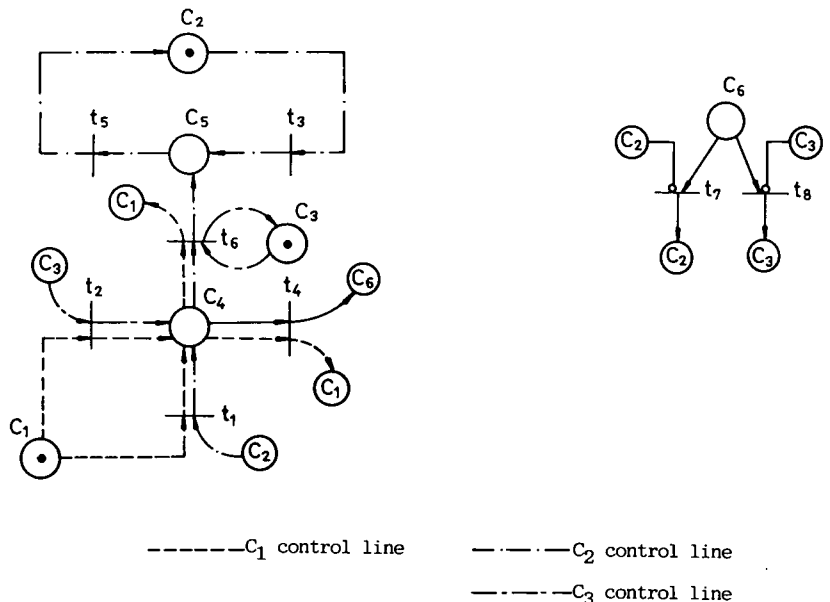 C2
t5 C5 t3
C1 t6 C3
C3 t2 C4 t4 C6
C1
C1 t1 C2
C6
C2 C3
t7 t8
C2 C3
C1 control line
C2 control line
C3 control line